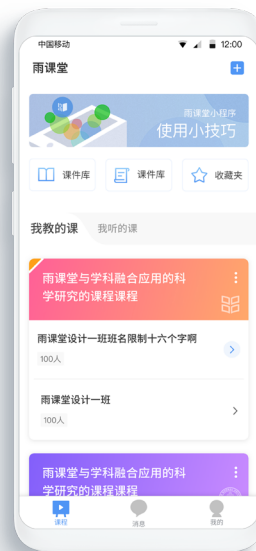 中国移动 12:00
雨课堂
雨课堂小程序
使用小技巧
课件库 课件库 收藏夹
我教的课 我听的课
雨课堂与学科融合应用的科
学研究的课程课程
雨课堂设计一班班名限制十六个字啊
100人
雨课堂设计一班
100人
雨课堂与学科融合应用的科
学研究的课程课程
课程 消息 我的